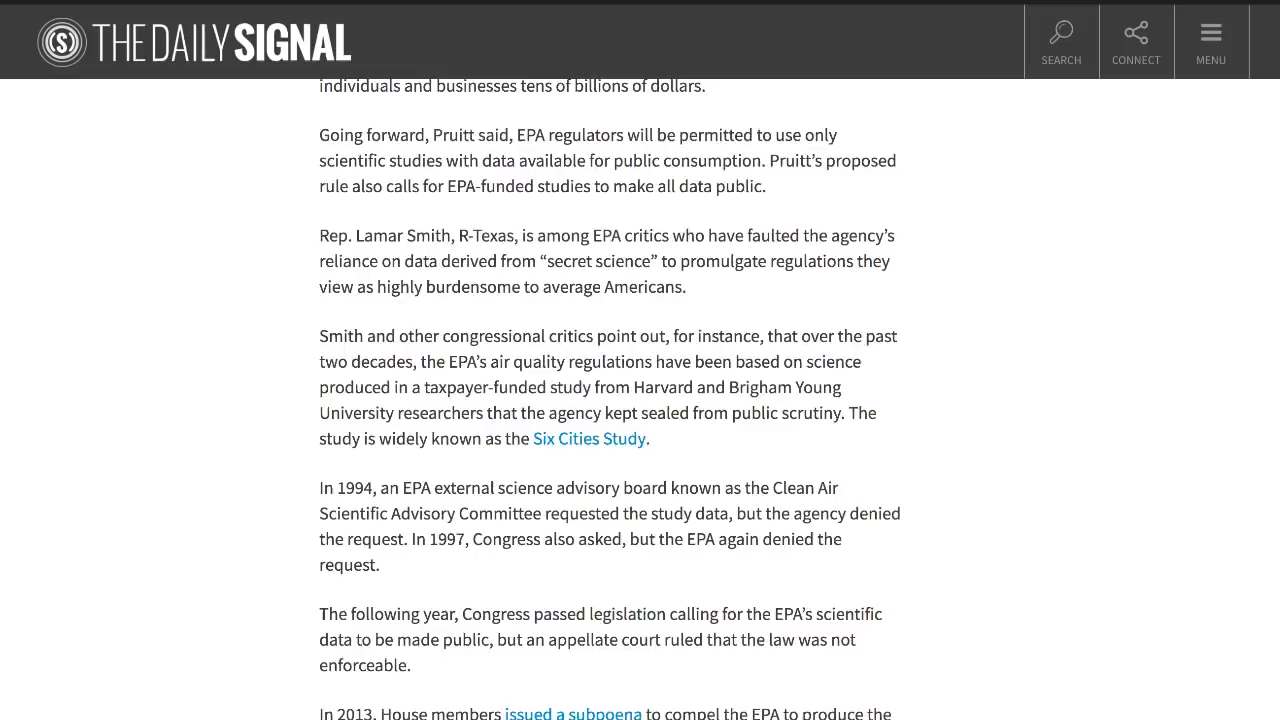 THE DAILY SIGNAL
SEARCH
CONNECT
MENU
individuals and businesses tens of billions of dollars.
Going forward, Pruitt said, EPA regulators will be permitted to use only
scientific studies with data available for public consumption. Pruitt’s proposed
rule also calls for EPA-funded studies to make all data public.
Rep. Lamar Smith, R-Texas, is among EPA critics who have faulted the agency’s
reliance on data derived from “secret science” to promulgate regulations they
view as highly burdensome to average Americans.
Smith and other congressional critics point out, for instance, that over the past
two decades, the EPA’s air quality regulations have been based on science
produced in a taxpayer-funded study from Harvard and Brigham Young
University researchers that the agency kept sealed from public scrutiny. The
study is widely known as the Six Cities Study.
In 1994, an EPA external science advisory board known as the Clean Air
Scientific Advisory Committee requested the study data, but the agency denied
the request. In 1997, Congress also asked, but the EPA again denied the
request.
The following year, Congress passed legislation calling for the EPA’s scientific
data to be made public, but an appellate court ruled that the law was not
enforceable.
In 2013, House members issued a subpoena to compel the EPA to produce the